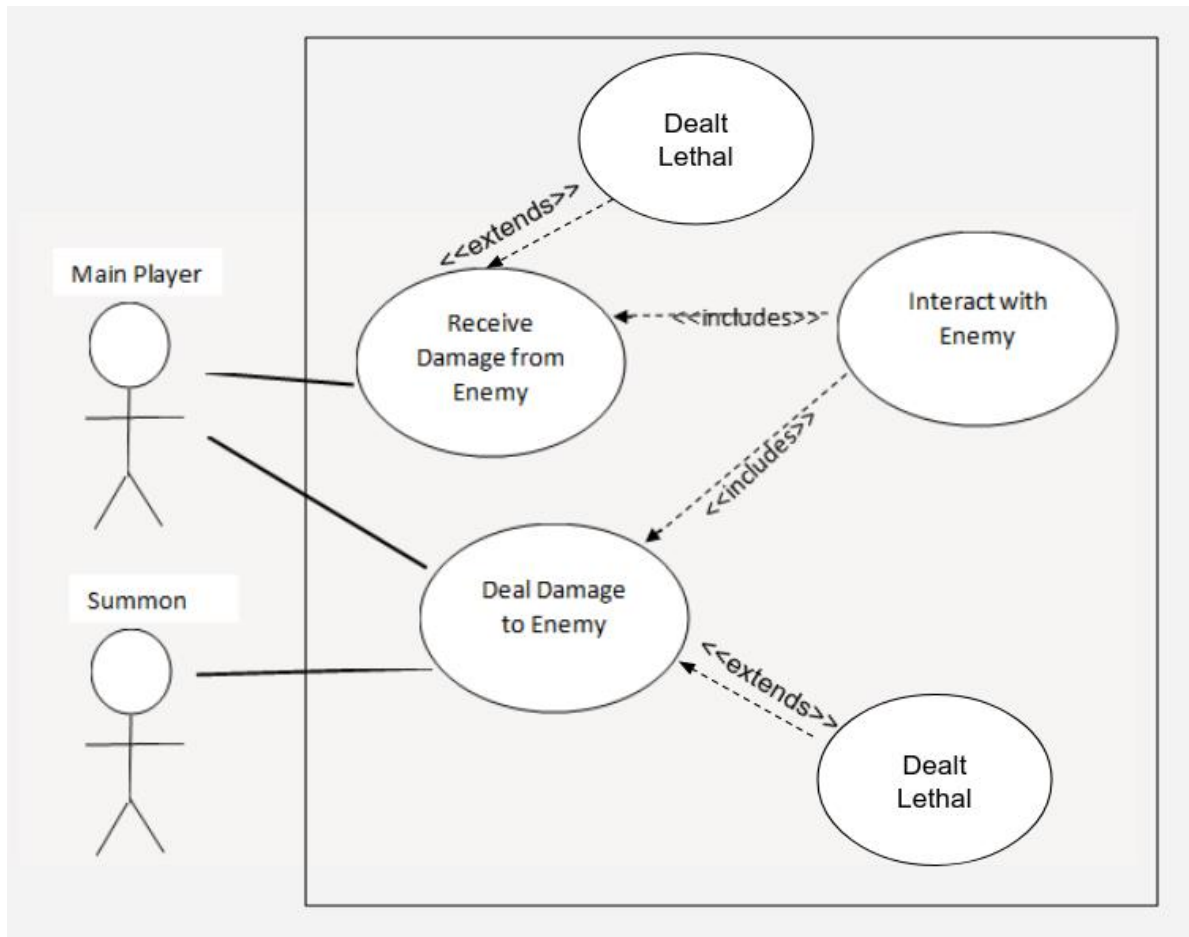 Dealt
Lethal
<<extends>>
Main Player
Receive
Damage from
Enemy
<<includes>>
Interact with
Enemy
<<includes>>
Summon
Deal Damage
to Enemy
<<extends>>
Dealt
Lethal